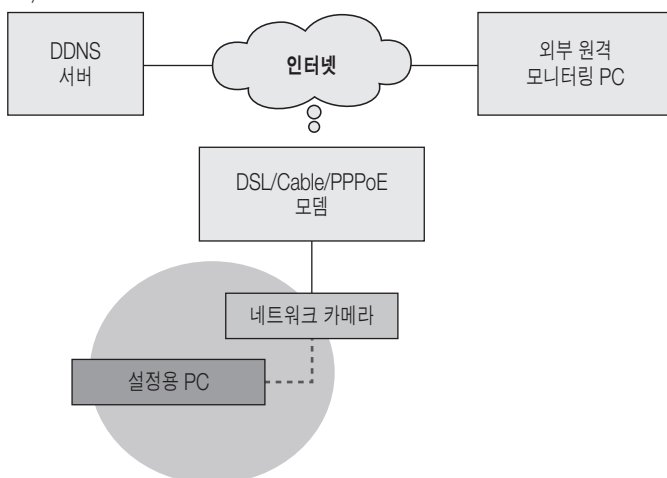 DDNS
서버
인터넷
외부 원격
모니터링 PC
DSL/Cable/PPPoE
모뎀
네트워크 카메라
설정용 PC